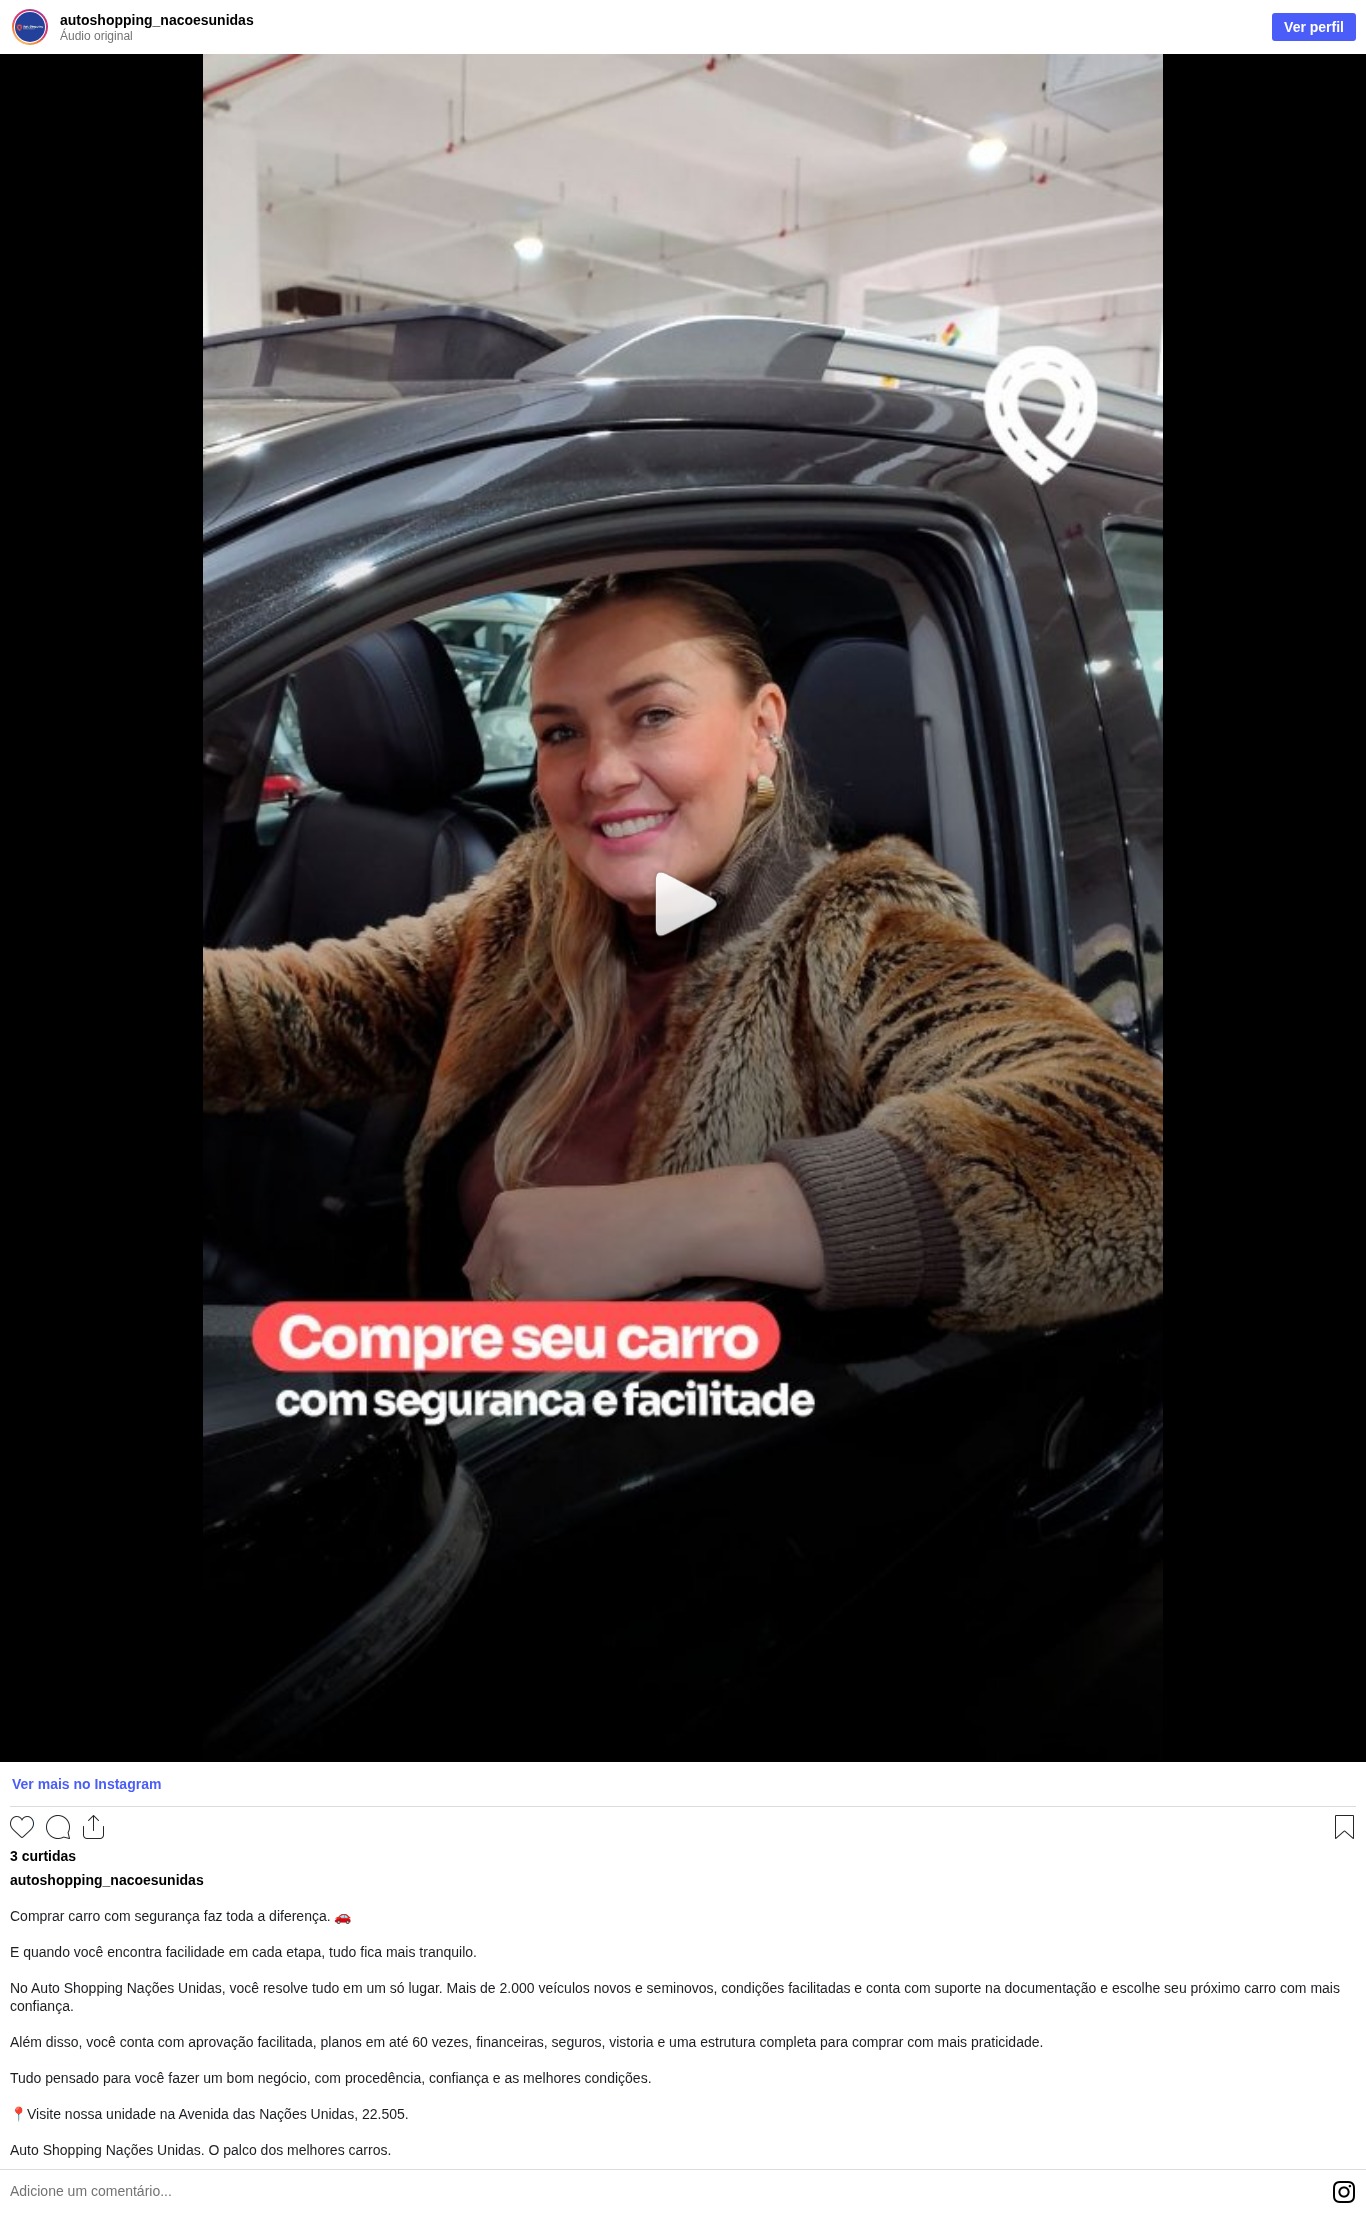 autoshopping_nacoesunidas
Áudio original
Ver perfil
Compre seu carro
com seguranca e facilitade
Ver mais no Instagram
3 curtidas
autoshopping_nacoesunidas
Comprar carro com segurança faz toda a diferença. 🚗
E quando você encontra facilidade em cada etapa, tudo fica mais tranquilo.
No Auto Shopping Nações Unidas, você resolve tudo em um só lugar. Mais de 2.000 veículos novos e seminovos, condições facilitadas e conta com suporte na documentação e escolhe seu próximo carro com mais
confiança.
Além disso, você conta com aprovação facilitada, planos em até 60 vezes, financeiras, seguros, vistoria e uma estrutura completa para comprar com mais praticidade.
Tudo pensado para você fazer um bom negócio, com procedência, confiança e as melhores condições.
📍Visite nossa unidade na Avenida das Nações Unidas, 22.505.
Auto Shopping Nações Unidas. O palco dos melhores carros.
Adicione um comentário...